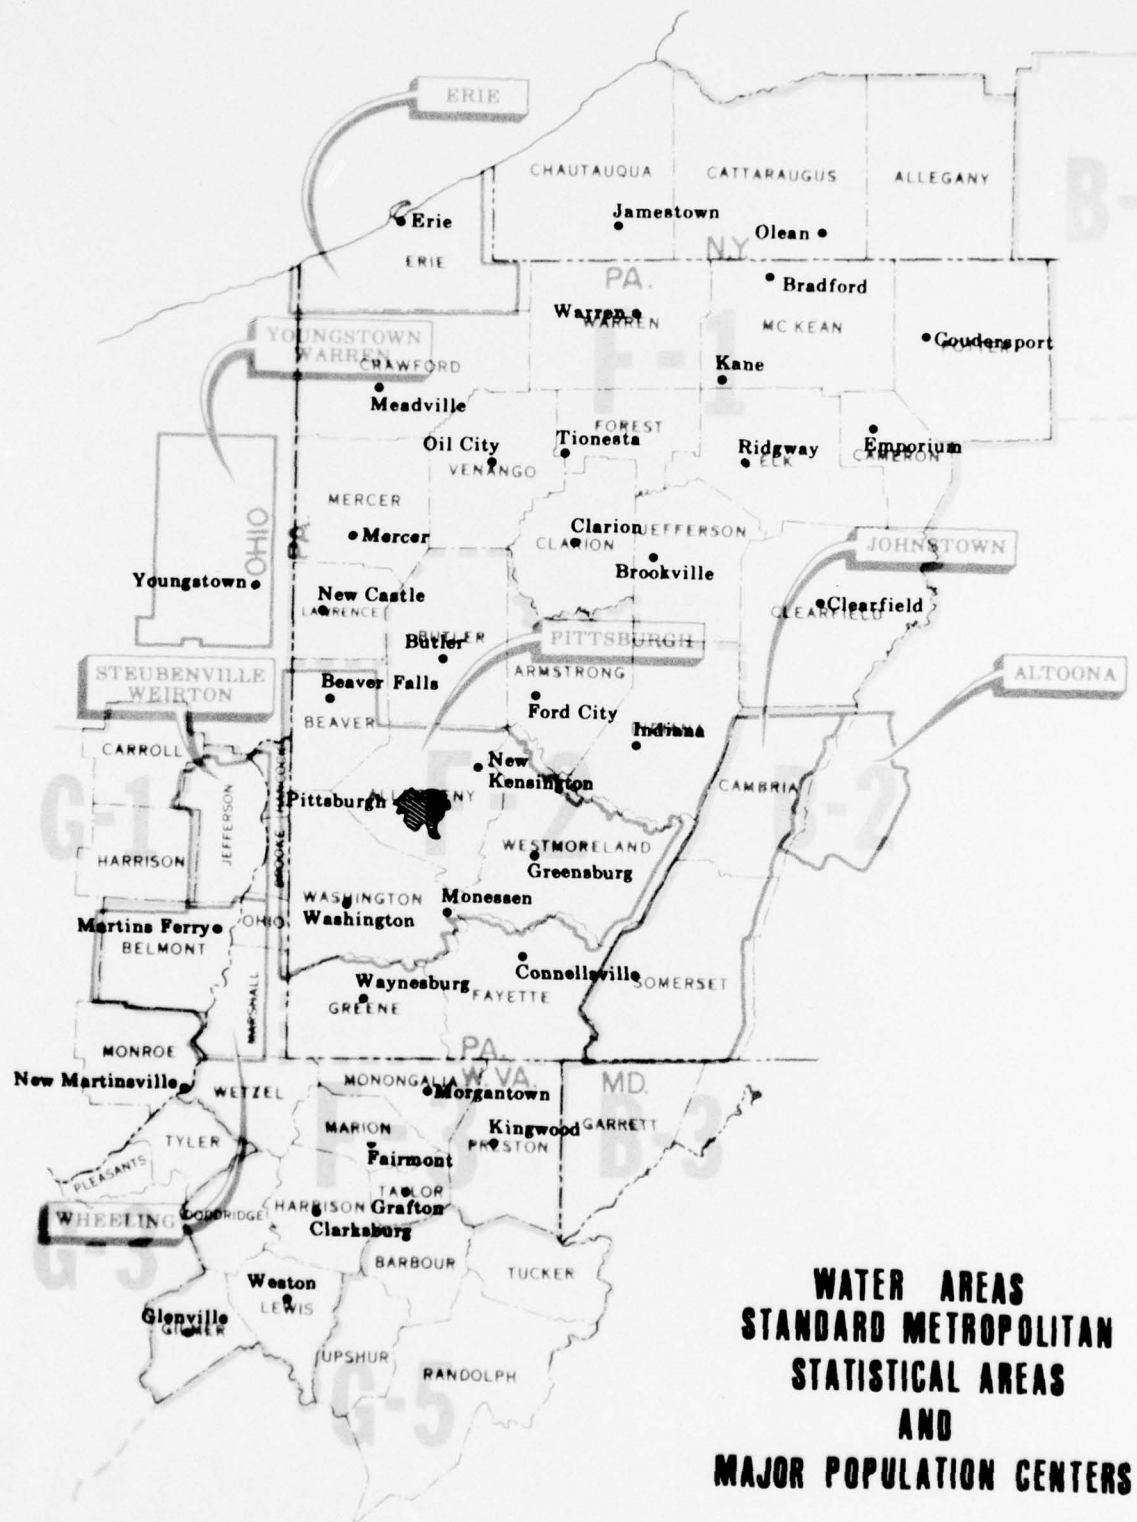 ERIE
CHAUTAUQUA
CATTARAUGUS
ALLEGANY
B-
Jamestown
Olean
Erie
N.Y.
ERIE
PA.
Bradford
Warren
WARREN
MC KEAN
F-1
YOUNGSTOWN
WARREN
Coudersport
POTTER
CRAWFORD
Kane
Meadville
FOREST
Oil City
Tionesta
Ridgway
ELK
Emporium
CAMERON
VENANGO
MERCER
OHIO
PA.
Mercer
Clarion
JEFFERSON
CLARION
JOHNSTOWN
Youngstown
Brookville
New Castle
LAWRENCE
Clearfield
CLEARFIELD
BUTLER
Butler
PITTSBURGH
STEUBENVILLE
WEIRTON
ARMSTRONG
ALTOONA
Beaver Falls
BEAVER
Ford City
INDIANA
Indiana
CARROLL
HANCOCK
New
Kensington
F-2
CAMBRIA
B-2
G-1
JEFFERSON
Pittsburgh
ALLEGHENY
BROOKE
HARRISON
WESTMORELAND
Greensburg
WASHINGTON
Washington
Monessen
Martins Ferry
OHIO
BELMONT
Connellsville
SOMERSET
Waynesburg
FAYETTE
MARSHALL
GREENE
MONROE
PA.
New Martinsville
WETZEL
MONONGALIA
W. VA.
MD.
Morgantown
F-3
B-3
MARION
Kingwood
GARRETT
TYLER
PRESTON
Fairmont
PLEASANTS
TAYLOR
WHEELING
DODDRIDGE
HARRISON
Grafton
G-3
Clarksburg
BARBOUR
TUCKER
Weston
LEWIS
Glenville
GILMER
UPSHUR
RANDOLPH
G-5
WATER AREAS
STANDARD METROPOLITAN
STATISTICAL AREAS
AND
MAJOR POPULATION CENTERS